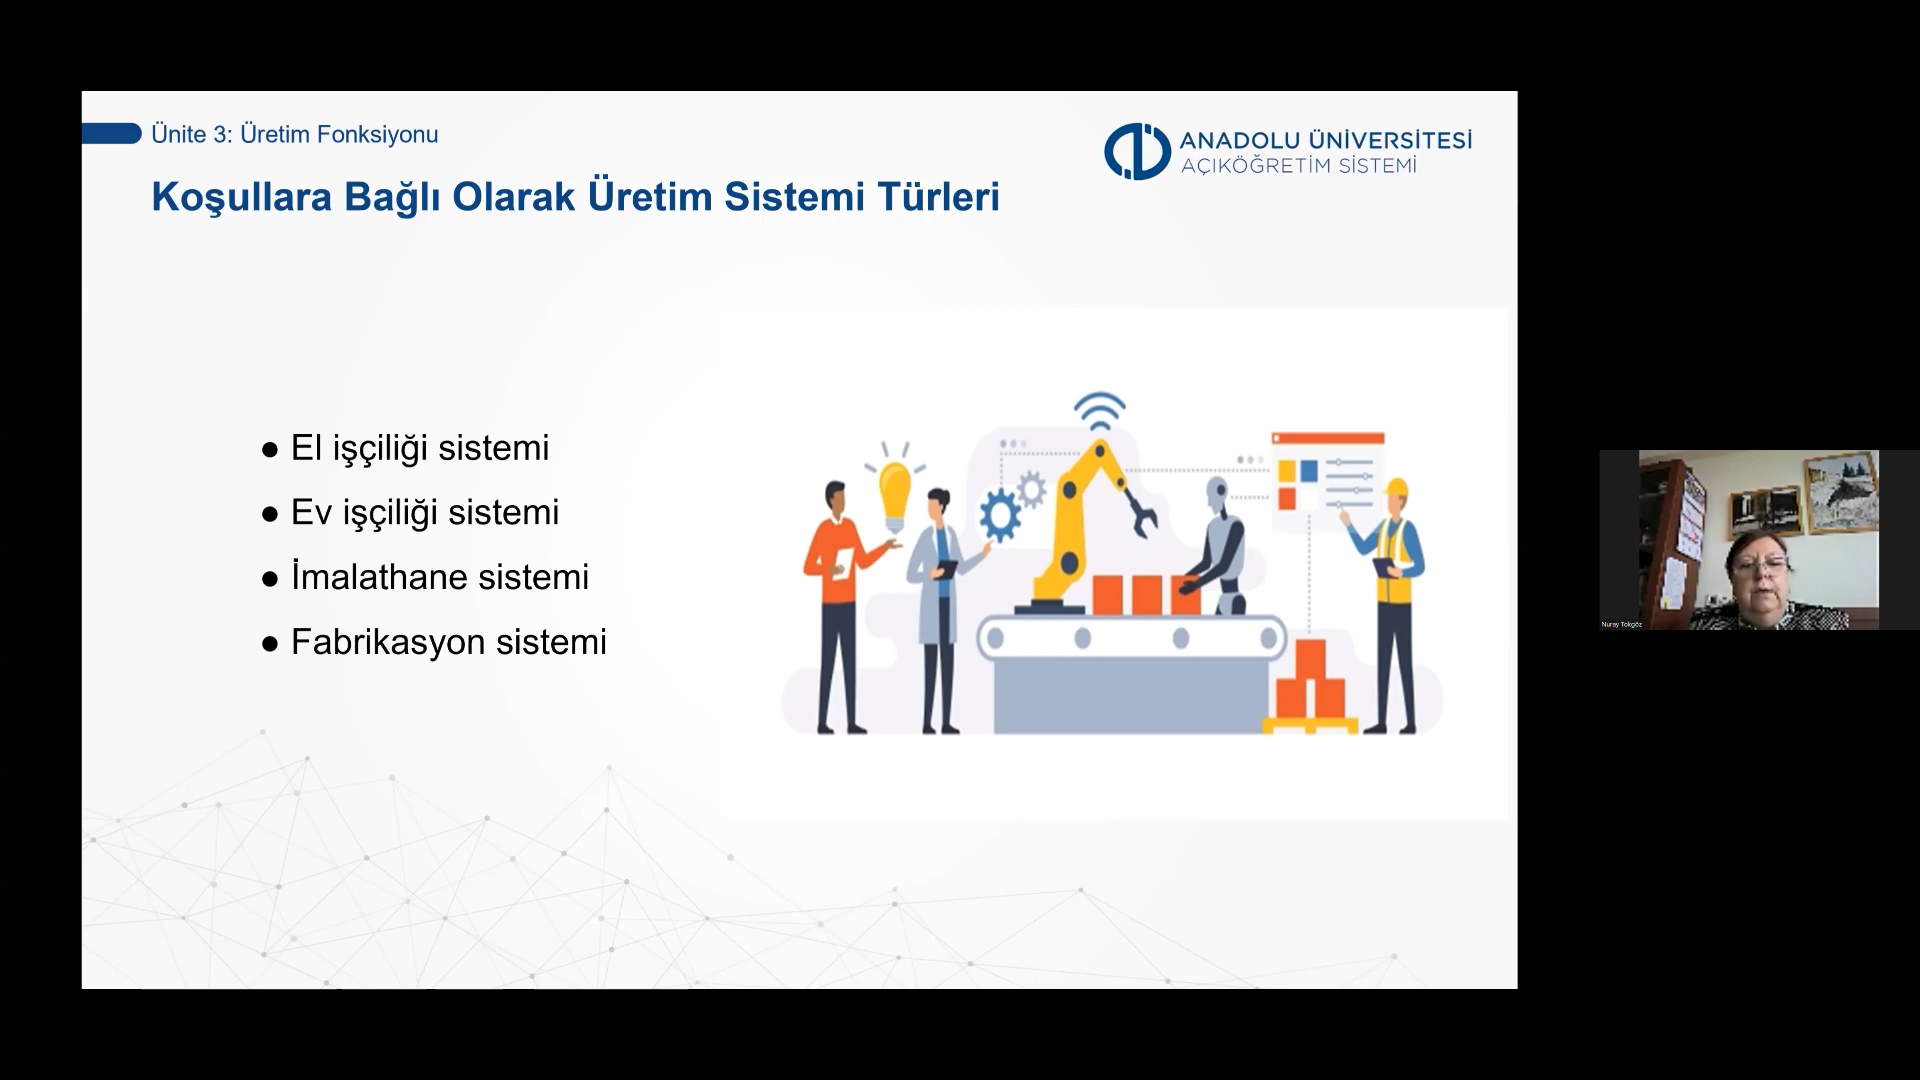 Ünite 3: Üretim Fonksiyonu
Koşullara Bağlı Olarak Üretim Sistemi Türleri
ANADOLU ÜNİVERSİTESİ
AÇIKÖĞRETİM SİSTEMİ
● El işçiliği sistemi
● Ev işçiliği sistemi
● İmalathane sistemi
● Fabrikasyon sistemi
Nuray Tokgöz